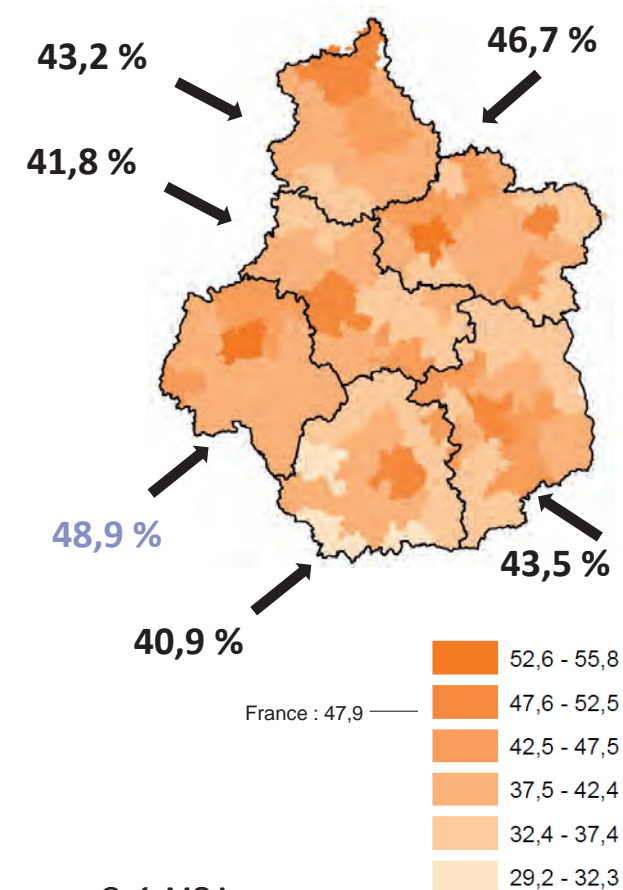 43,2 %
46,7 %
41,8 %
48,9 %
43,5 %
40,9 %
52,6 - 55,8
France : 47,9
47,6 - 52,5
42,5 - 47,5
37,5 - 42,4
32,4 - 37,4
29,2 - 32,3